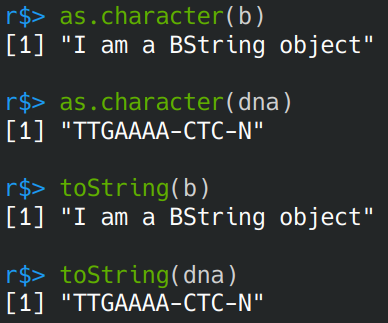 r$> as.character(b)
[1] "I am a BString object"
r$> as.character(dna)
[1] "TTGAAAA-CTC-N"
r$> toString(b)
[1] "I am a BString object"
r$> toString(dna)
[1] "TTGAAAA-CTC-N"